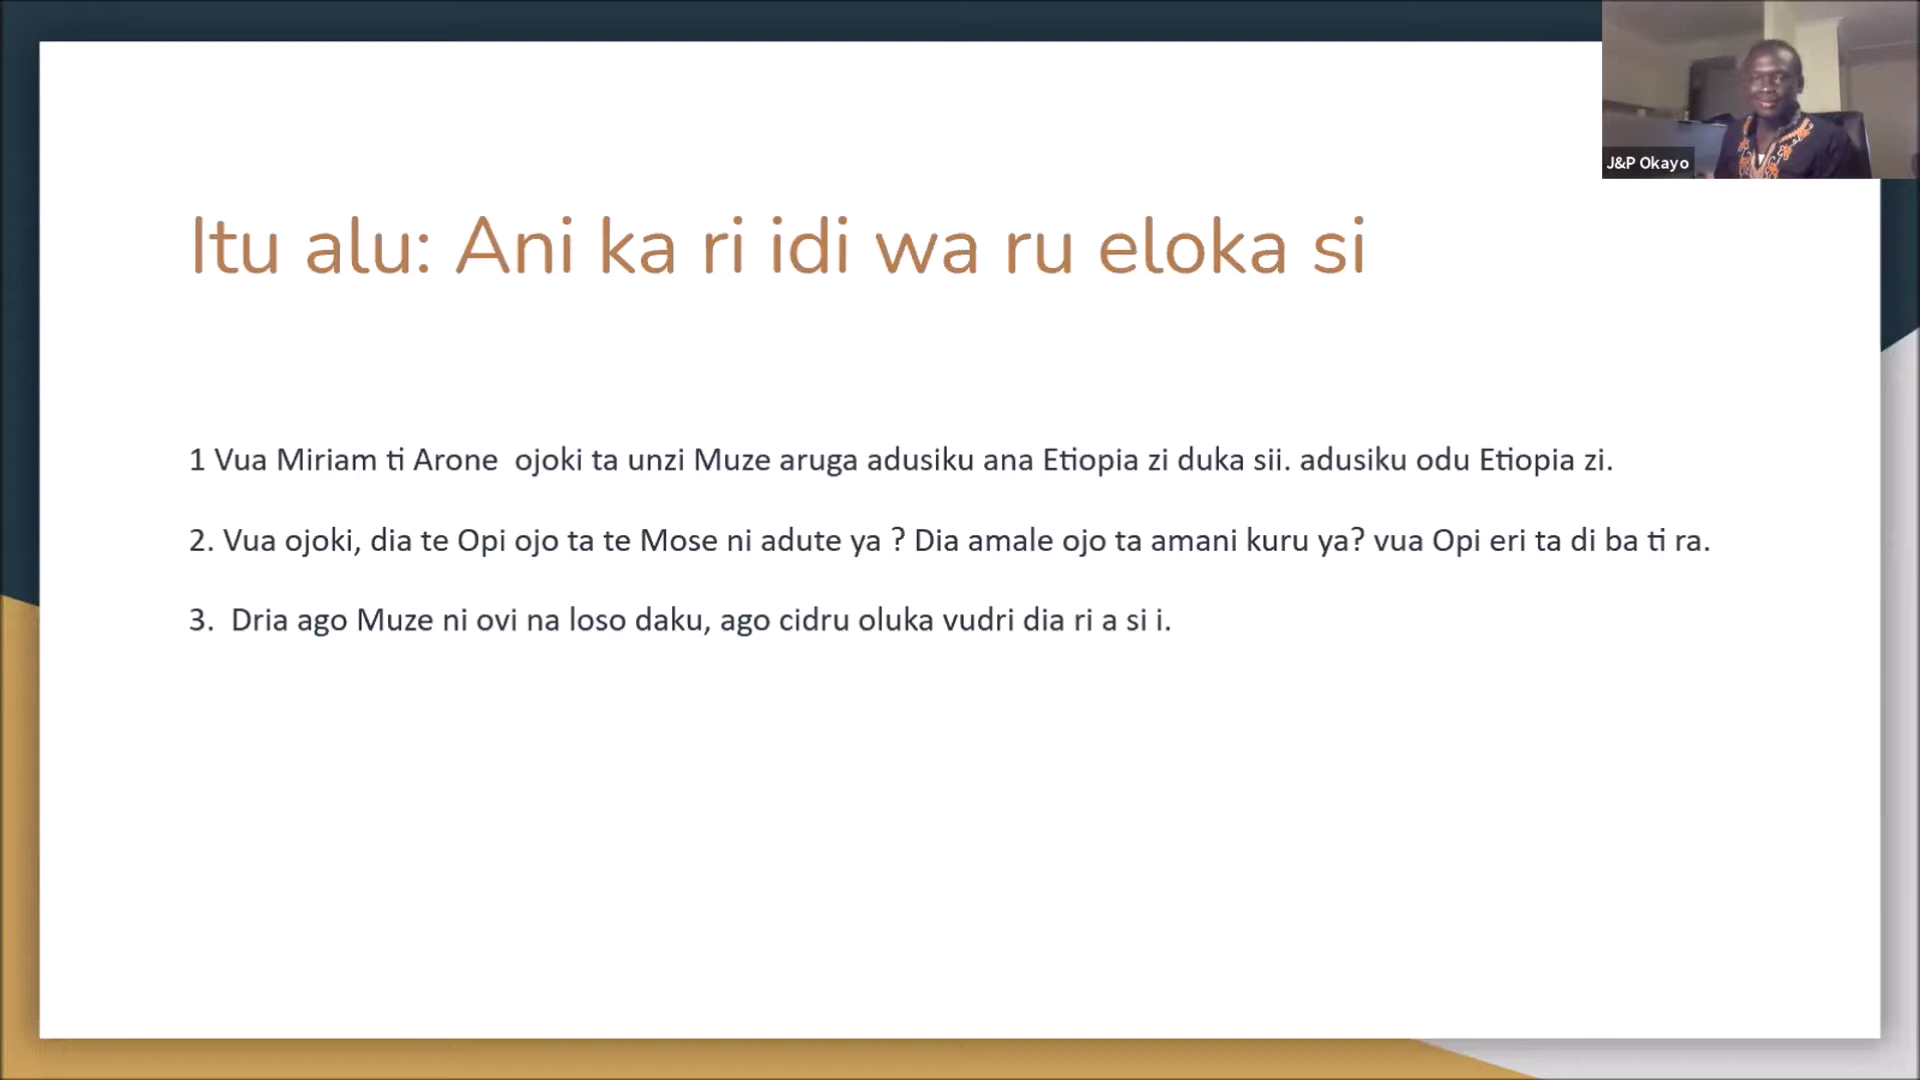 J&P Okayo
Itu alu: Ani ka ri idi wa ru eloka si
1 Vua Miriam ti Arone  ojoki ta unzi Muze aruga adusiku ana Etiopia zi duka sii. adusiku odu Etiopia zi.
2. Vua ojoki, dia te Opi ojo ta te Mose ni adute ya ? Dia amale ojo ta amani kuru ya? vua Opi eri ta di ba ti ra.
3.  Dria ago Muze ni ovi na loso daku, ago cidru oluka vudri dia ri a si i.